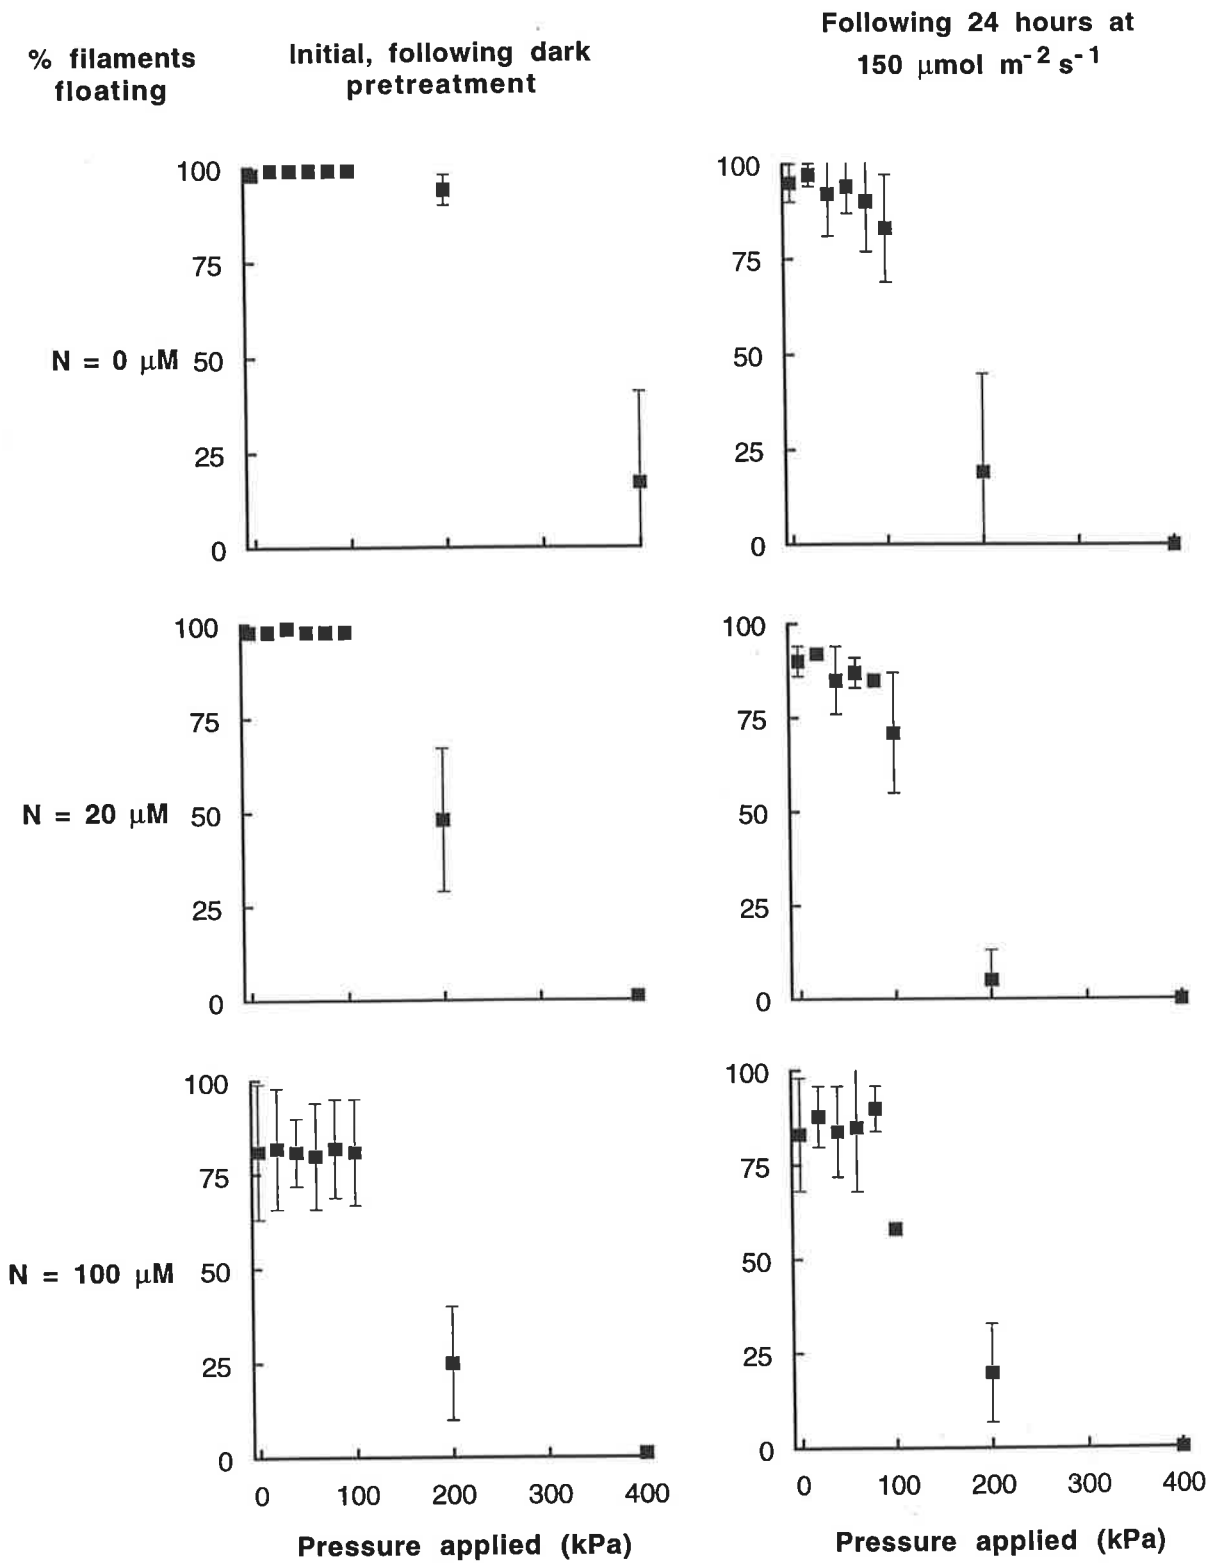 % filaments
floating
Initial, following dark
pretreatment
Following 24 hours at
150 μmol m⁻² s⁻¹
N = 0 μM
100
75
50
25
0
100
75
50
25
0
N = 20 μM
100
75
50
25
0
100
75
50
25
0
N = 100 μM
100
75
50
25
0
0 100 200 300 400
Pressure applied (kPa)
100
75
50
25
0
0 100 200 300 400
Pressure applied (kPa)